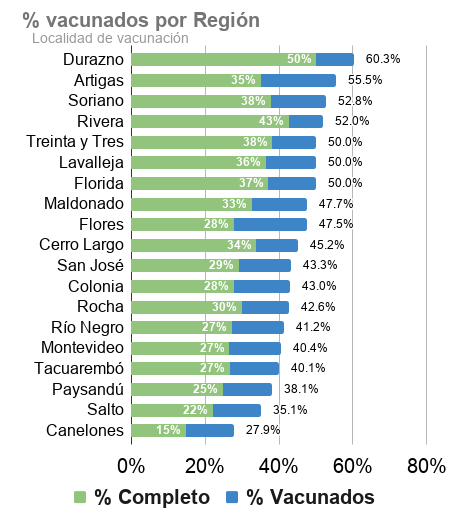 % vacunados por Región
Localidad de vacunación
Durazno 50% 60.3%
Artigas 35% 55.5%
Soriano 38% 52.8%
Rivera 43% 52.0%
Treinta y Tres 38% 50.0%
Lavalleja 36% 50.0%
Florida 37% 50.0%
Maldonado 33% 47.7%
Flores 28% 47.5%
Cerro Largo 34% 45.2%
San José 29% 43.3%
Colonia 28% 43.0%
Rocha 30% 42.6%
Río Negro 27% 41.2%
Montevideo 27% 40.4%
Tacuarembó 27% 40.1%
Paysandú 25% 38.1%
Salto 22% 35.1%
Canelones 15% 27.9%
0% 20% 40% 60% 80%
% Completo % Vacunados